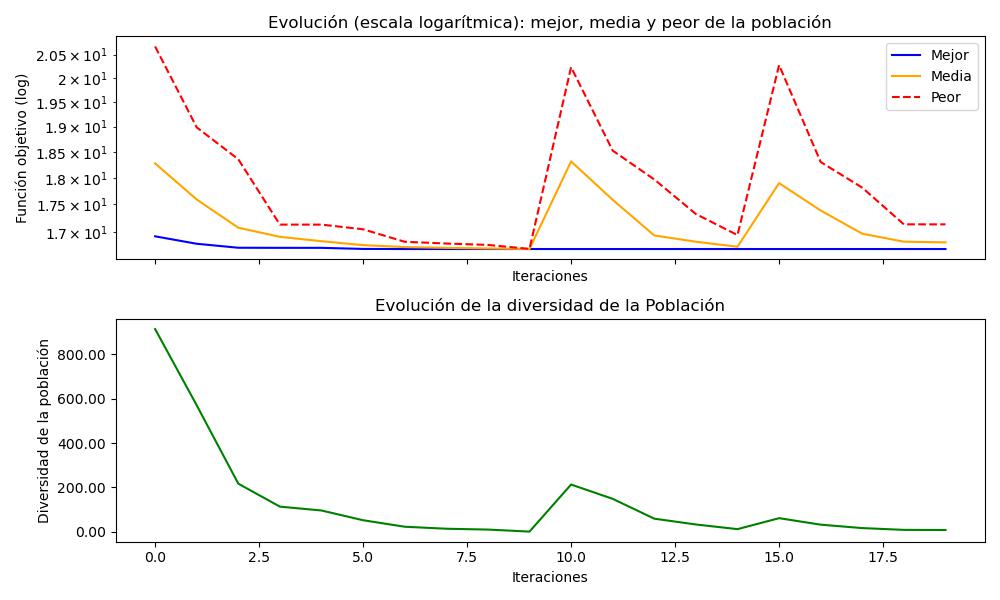 Evolución (escala logarítmica): mejor, media y peor de la población
Función objetivo (log)
2.05 × 10¹
2 × 10¹
1.95 × 10¹
1.9 × 10¹
1.85 × 10¹
1.8 × 10¹
1.75 × 10¹
1.7 × 10¹
Mejor
Media
Peor
Iteraciones
Evolución de la diversidad de la Población
Diversidad de la población
800.00
600.00
400.00
200.00
0.00
0.0 2.5 5.0 7.5 10.0 12.5 15.0 17.5
Iteraciones